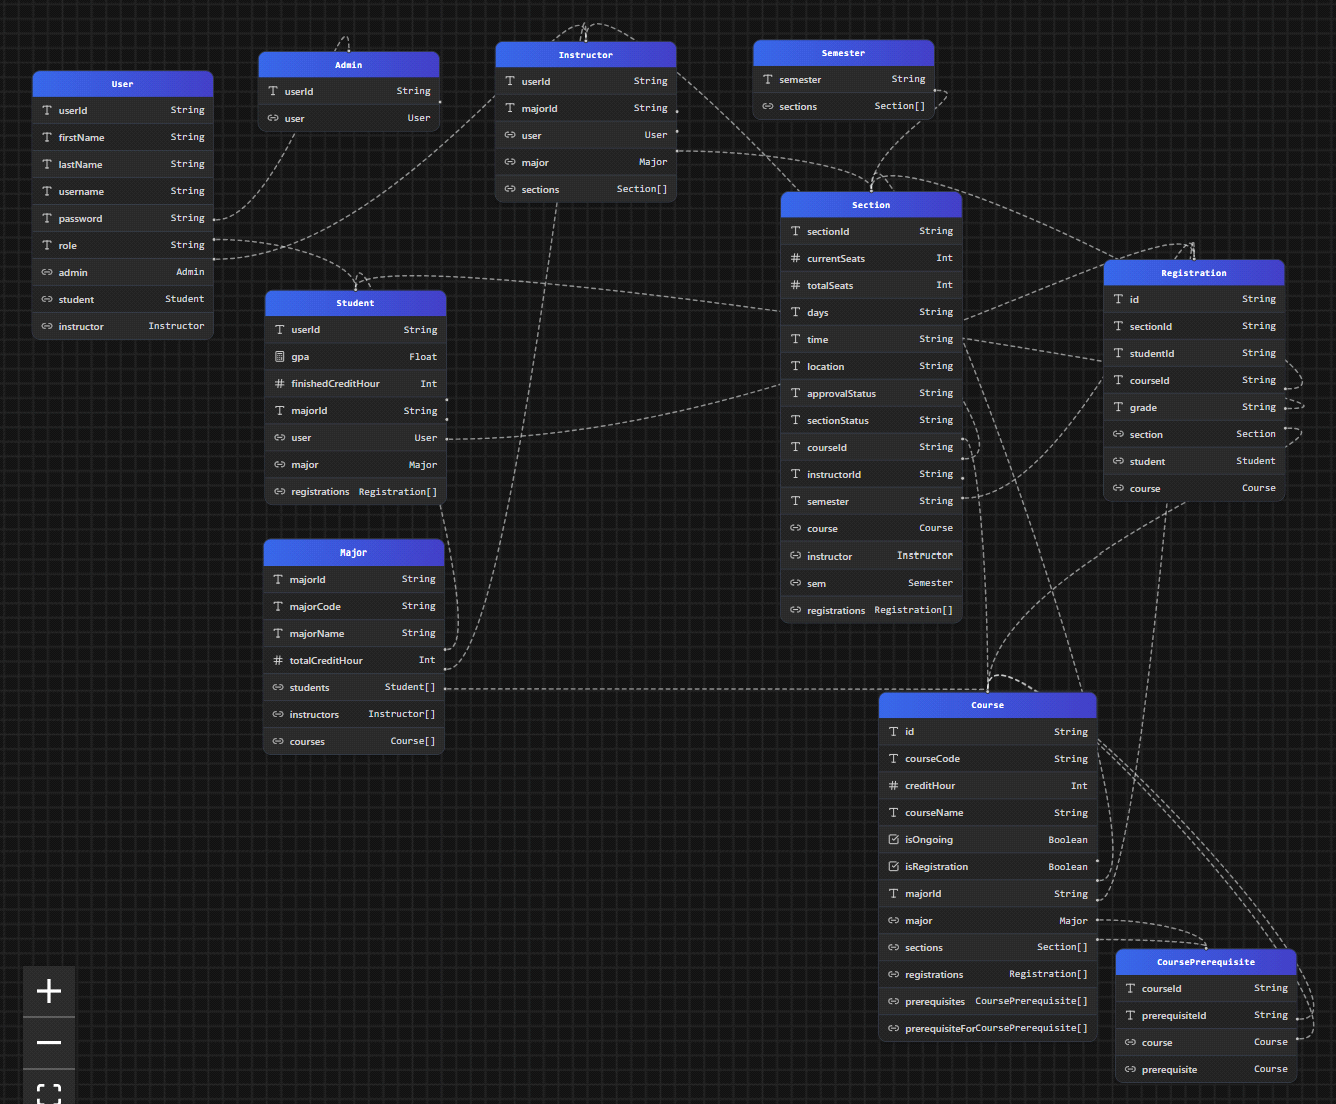 User
userId String
firstName String
lastName String
username String
password String
role String
admin Admin
student Student
instructor Instructor
Admin
userId String
user User
Instructor
userId String
majorId String
user User
major Major
sections Section[]
Semester
semester String
sections Section[]
Student
userId String
gpa Float
finishedCreditHour Int
majorId String
user User
major Major
registrations Registration[]
Section
sectionId String
currentSeats Int
totalSeats Int
days String
time String
location String
approvalStatus String
sectionStatus String
courseId String
instructorId String
semester String
course Course
instructor Instructor
sem Semester
registrations Registration[]
Registration
id String
sectionId String
studentId String
courseId String
grade String
section Section
student Student
course Course
Major
majorId String
majorCode String
majorName String
totalCreditHour Int
students Student[]
instructors Instructor[]
courses Course[]
Course
id String
courseCode String
creditHour Int
courseName String
isOngoing Boolean
isRegistration Boolean
majorId String
major Major
sections Section[]
registrations Registration[]
prerequisites CoursePrerequisite[]
prerequisiteFor CoursePrerequisite[]
CoursePrerequisite
courseId String
prerequisiteId String
course Course
prerequisite Course